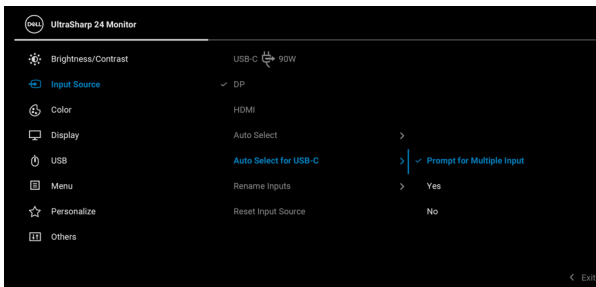 DELL UltraSharp 24 Monitor
Brightness/Contrast
USB-C 90W
Input Source
DP
Color
HDMI
Display
Auto Select
USB
Auto Select for USB-C
Prompt for Multiple Input
Menu
Rename Inputs
Yes
Personalize
Reset Input Source
No
Others
Exit